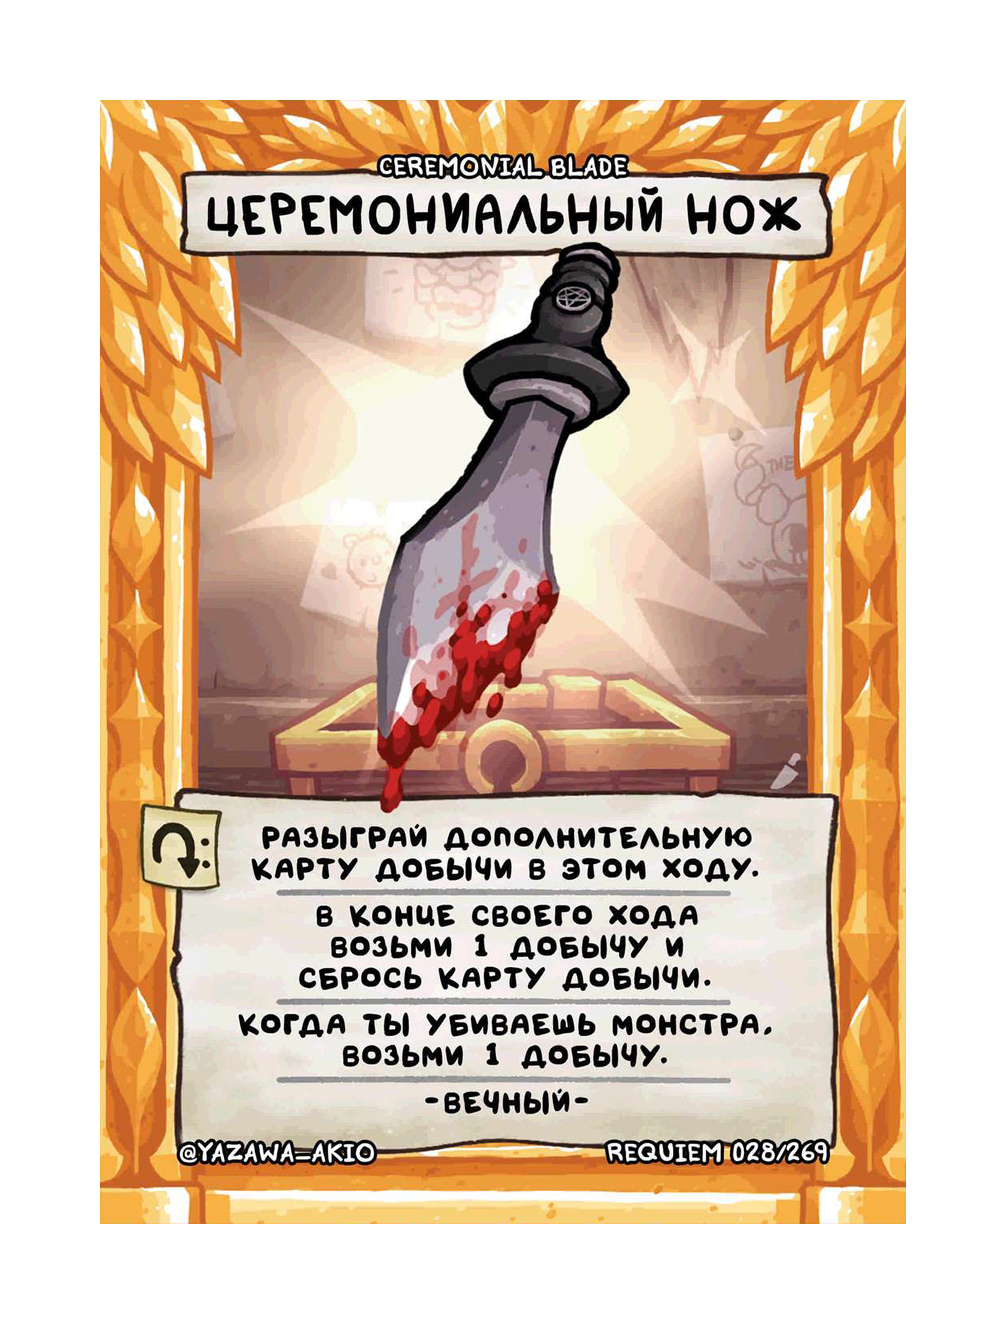 CEREMONIAL BLADE
ЦЕРЕМОНИАЛЬНЫЙ НОЖ
THE
РАЗЫГРАЙ ДОПОЛНИТЕЛЬНУЮ
КАРТУ ДОБЫЧИ В ЭТОМ ХОДУ.
В КОНЦЕ СВОЕГО ХОДА
ВОЗЬМИ 1 ДОБЫЧУ И
СБРОСЬ КАРТУ ДОБЫЧИ.
КОГДА ТЫ УБИВАЕШЬ МОНСТРА,
ВОЗЬМИ 1 ДОБЫЧУ.
-ВЕЧНЫЙ-
@YAZAWA_AKIO
REQUIEM 028/269